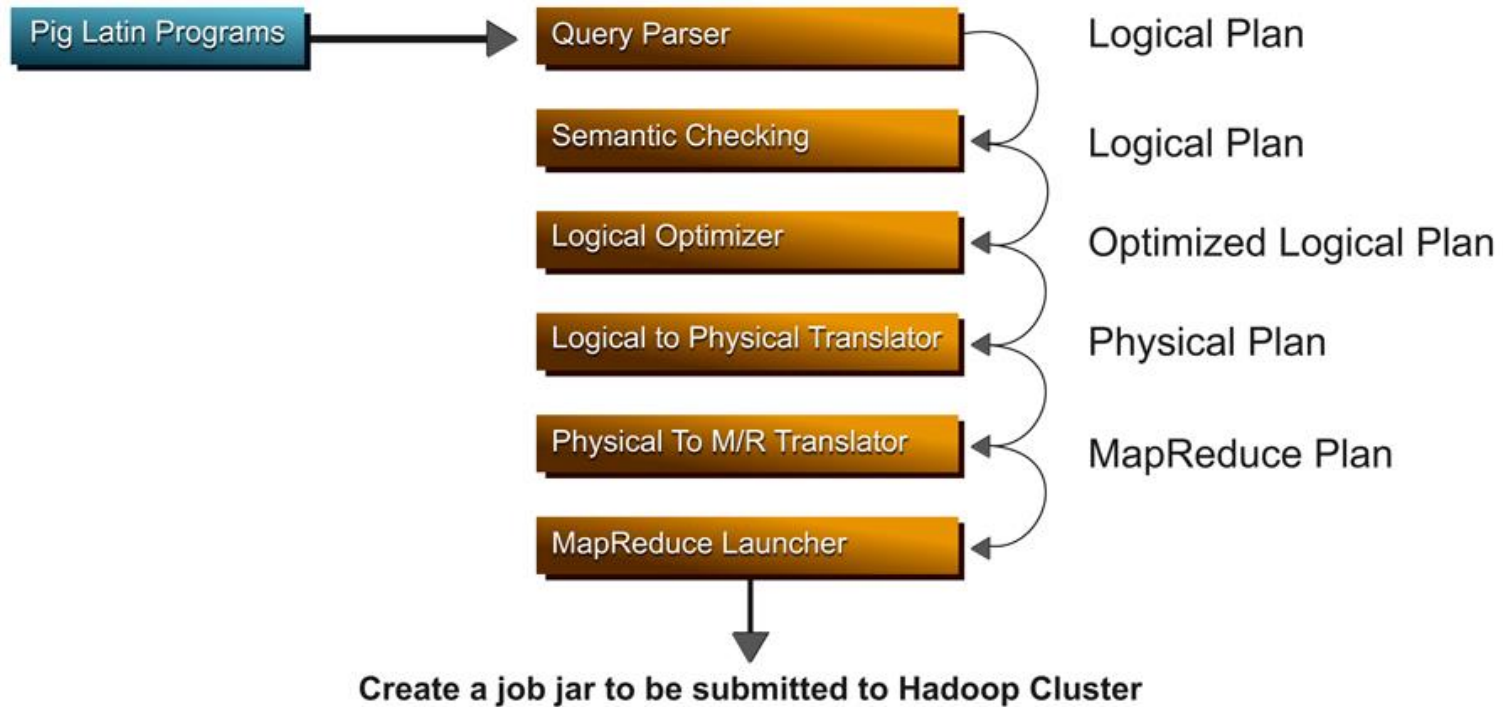 Pig Latin Programs
Query Parser
Logical Plan
Semantic Checking
Logical Plan
Logical Optimizer
Optimized Logical Plan
Logical to Physical Translator
Physical Plan
Physical To M/R Translator
MapReduce Plan
MapReduce Launcher
Create a job jar to be submitted to Hadoop Cluster